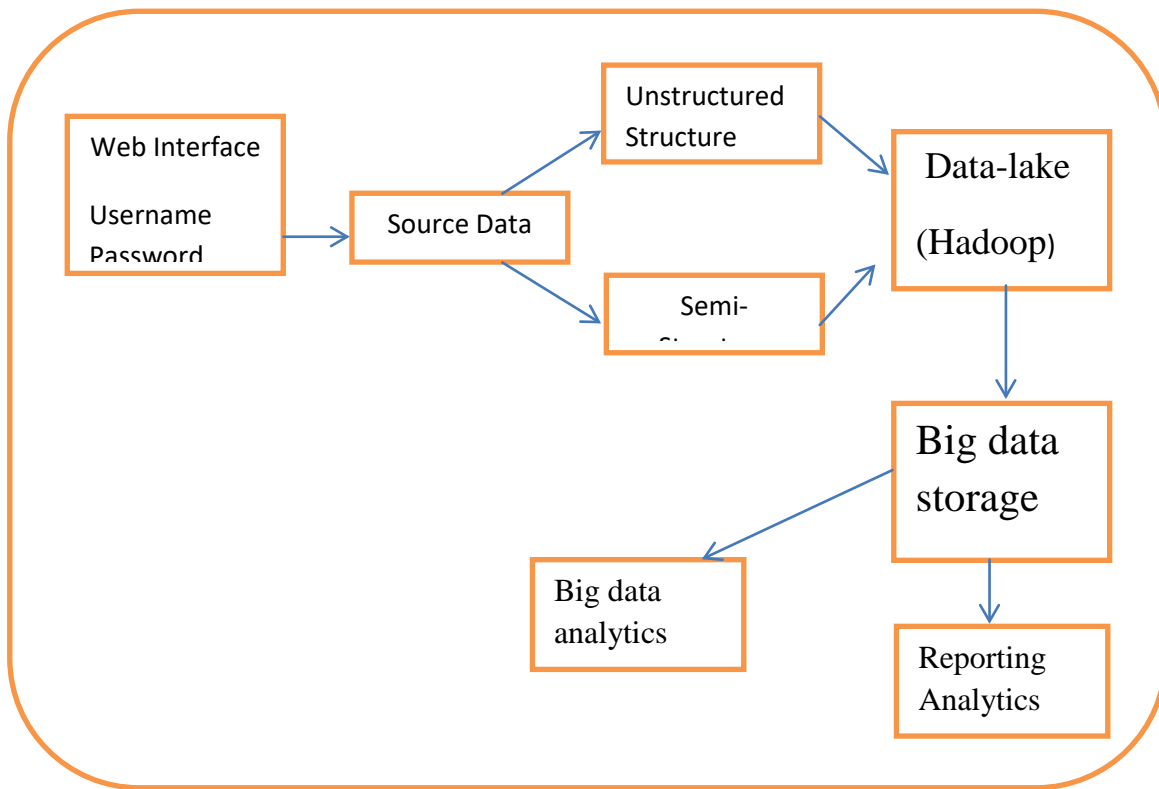 Web Interface
Username
Password
Source Data
Unstructured
Structure
Semi-
Data-lake
(Hadoop)
Big data
storage
Big data
analytics
Reporting
Analytics